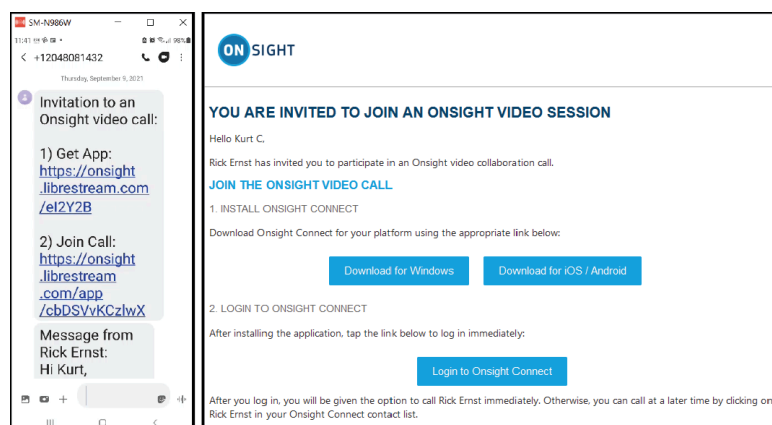 SM-N986W
11:41
98%
+12048081432
Thursday, September 9, 2021
Invitation to an
Onsight video call:
1) Get App:
https://onsight
.librestream.com
/eI2Y2B
2) Join Call:
https://onsight
.librestream
.com/app
/cbDSVvKCzlwX
Message from
Rick Ernst:
Hi Kurt,
ONSIGHT
YOU ARE INVITED TO JOIN AN ONSIGHT VIDEO SESSION
Hello Kurt C,
Rick Ernst has invited you to participate in an Onsight video collaboration call.
JOIN THE ONSIGHT VIDEO CALL
1. INSTALL ONSIGHT CONNECT
Download Onsight Connect for your platform using the appropriate link below:
Download for Windows
Download for iOS / Android
2. LOGIN TO ONSIGHT CONNECT
After installing the application, tap the link below to log in immediately:
Login to Onsight Connect
After you log in, you will be given the option to call Rick Ernst immediately. Otherwise, you can call at a later time by clicking on
Rick Ernst in your Onsight Connect contact list.